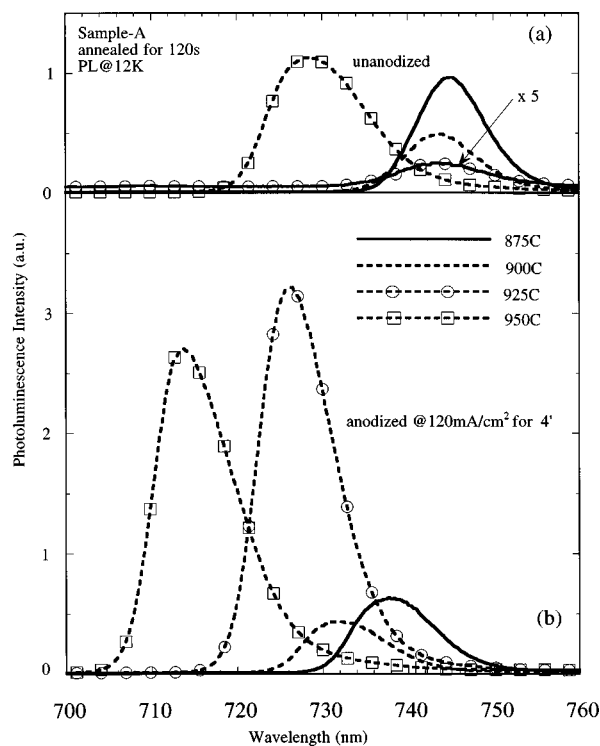 Sample-A
annealed for 120s
PL@12K
(a)
unanodized
x 5
1
0
875C
900C
925C
950C
3
2
1
0
anodized @120mA/cm² for 4'
(b)
Photoluminescence Intensity (a.u.)
700 710 720 730 740 750 760
Wavelength (nm)